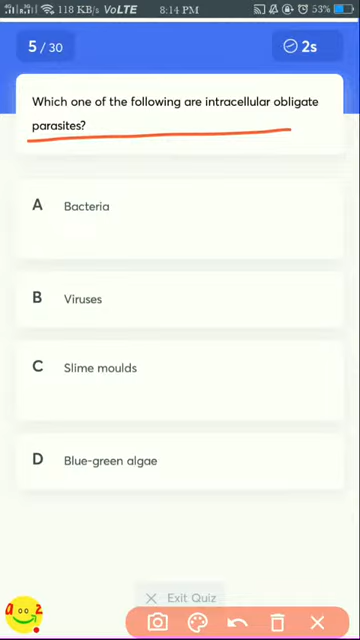 118 KB/s VoLTE 8:14 PM 53%
5 / 30
2s
Which one of the following are intracellular obligate
parasites?
A Bacteria
B Viruses
C Slime moulds
D Blue-green algae
Exit Quiz
a z